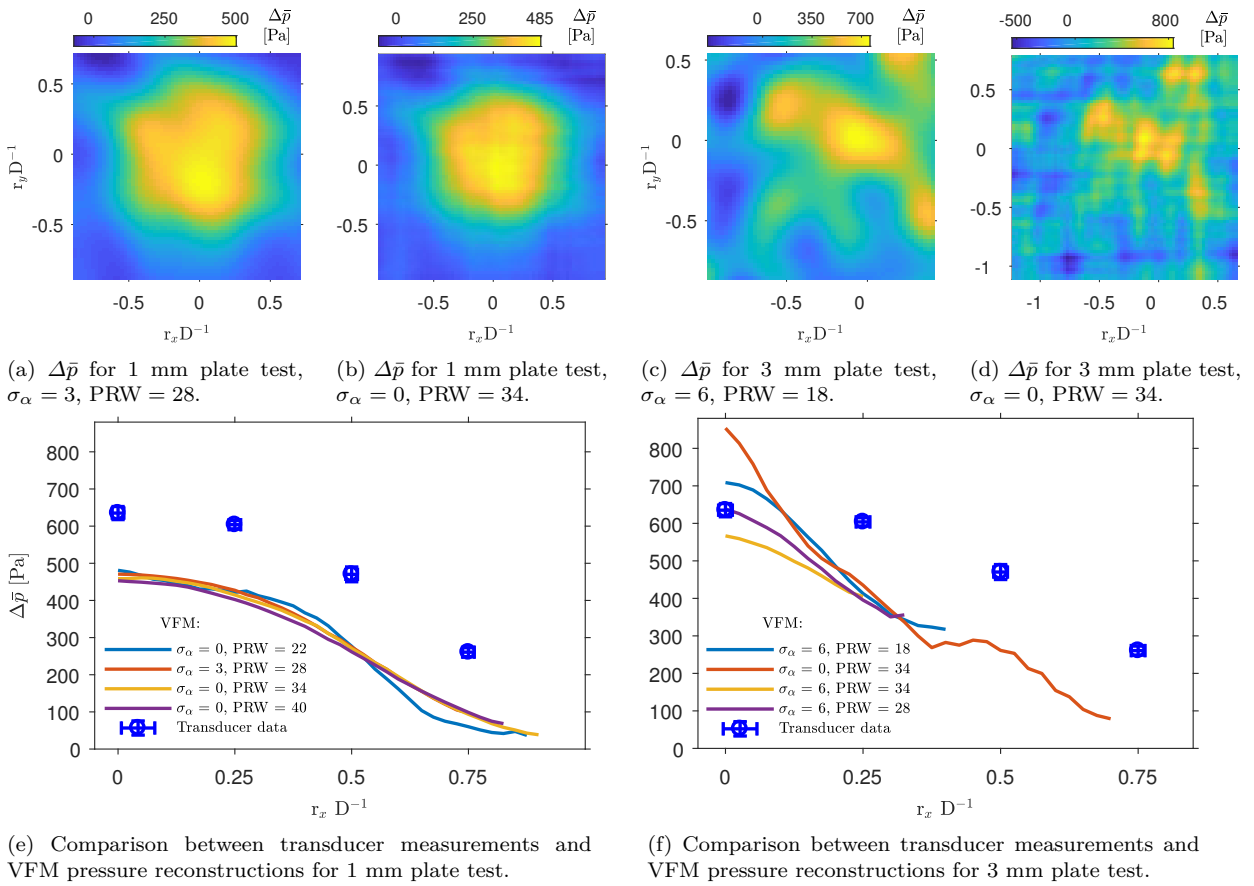 0 250 500 Δp̄ [Pa]
0.5
0
-0.5
r_yD⁻¹
-0.5 0 0.5
r_xD⁻¹
0 250 485 Δp̄ [Pa]
0.5
0
-0.5
-0.5 0 0.5
r_xD⁻¹
0 350 700 Δp̄ [Pa]
0.5
0
-0.5
r_yD⁻¹
-0.5 0 0.5
r_xD⁻¹
-500 0 800 Δp̄ [Pa]
0.5
0
-0.5
-1
-1 -0.5 0 0.5
r_xD⁻¹
(a) Δp̄ for 1 mm plate test,
σ_α = 3, PRW = 28.
(b) Δp̄ for 1 mm plate test,
σ_α = 0, PRW = 34.
(c) Δp̄ for 3 mm plate test,
σ_α = 6, PRW = 18.
(d) Δp̄ for 3 mm plate test,
σ_α = 0, PRW = 34.
800
700
600
500
400
300
200
100
0
Δp̄ [Pa]
VFM:
σ_α = 0, PRW = 22
σ_α = 3, PRW = 28
σ_α = 0, PRW = 34
σ_α = 0, PRW = 40
Transducer data
0 0.25 0.5 0.75
r_x D⁻¹
800
700
600
500
400
300
200
100
0
VFM:
σ_α = 6, PRW = 18
σ_α = 0, PRW = 34
σ_α = 6, PRW = 34
σ_α = 6, PRW = 28
Transducer data
0 0.25 0.5 0.75
r_x D⁻¹
(e) Comparison between transducer measurements and
VFM pressure reconstructions for 1 mm plate test.
(f) Comparison between transducer measurements and
VFM pressure reconstructions for 3 mm plate test.